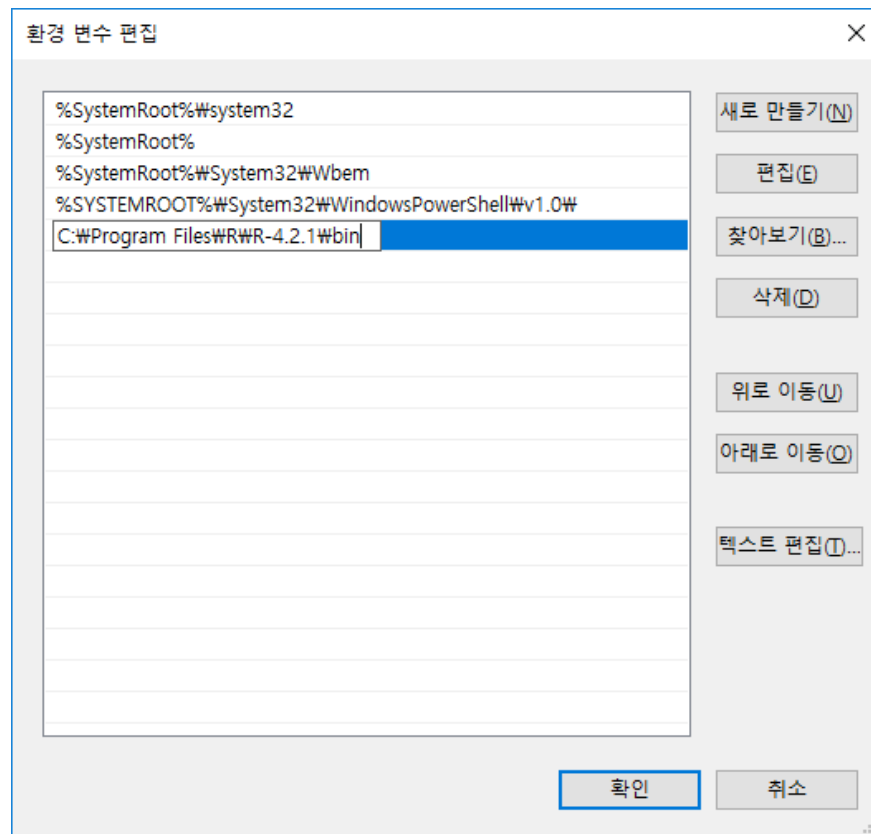 환경 변수 편집
%SystemRoot%₩system32
%SystemRoot%
%SystemRoot%₩System32₩Wbem
%SYSTEMROOT%₩System32₩WindowsPowerShell₩v1.0₩
C:₩Program Files₩R₩R-4.2.1₩bin
새로 만들기(N)
편집(E)
찾아보기(B)...
삭제(D)
위로 이동(U)
아래로 이동(O)
텍스트 편집(T)...
확인
취소